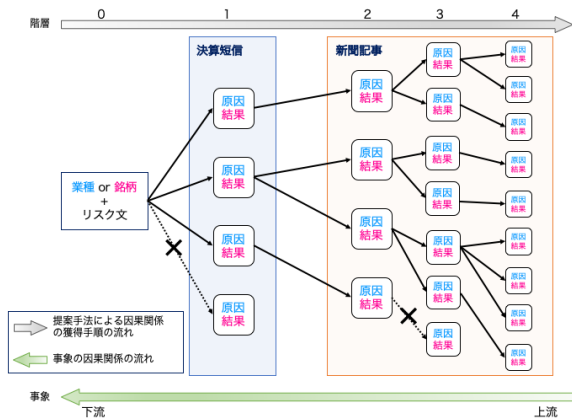 0 1 2 3 4
階層
決算短信
新聞記事
原因
結果
原因
結果
原因
結果
原因
結果
業種 or 銘柄
+
リスク文
原因
結果
原因
結果
原因
結果
原因
結果
原因
結果
原因
結果
原因
結果
原因
結果
原因
結果
原因
結果
原因
結果
原因
結果
原因
結果
原因
結果
原因
結果
原因
結果
原因
結果
原因
結果
原因
結果
原因
結果
提案手法による因果関係
の獲得手順の流れ
事象の因果関係の流れ
事象
下流
上流